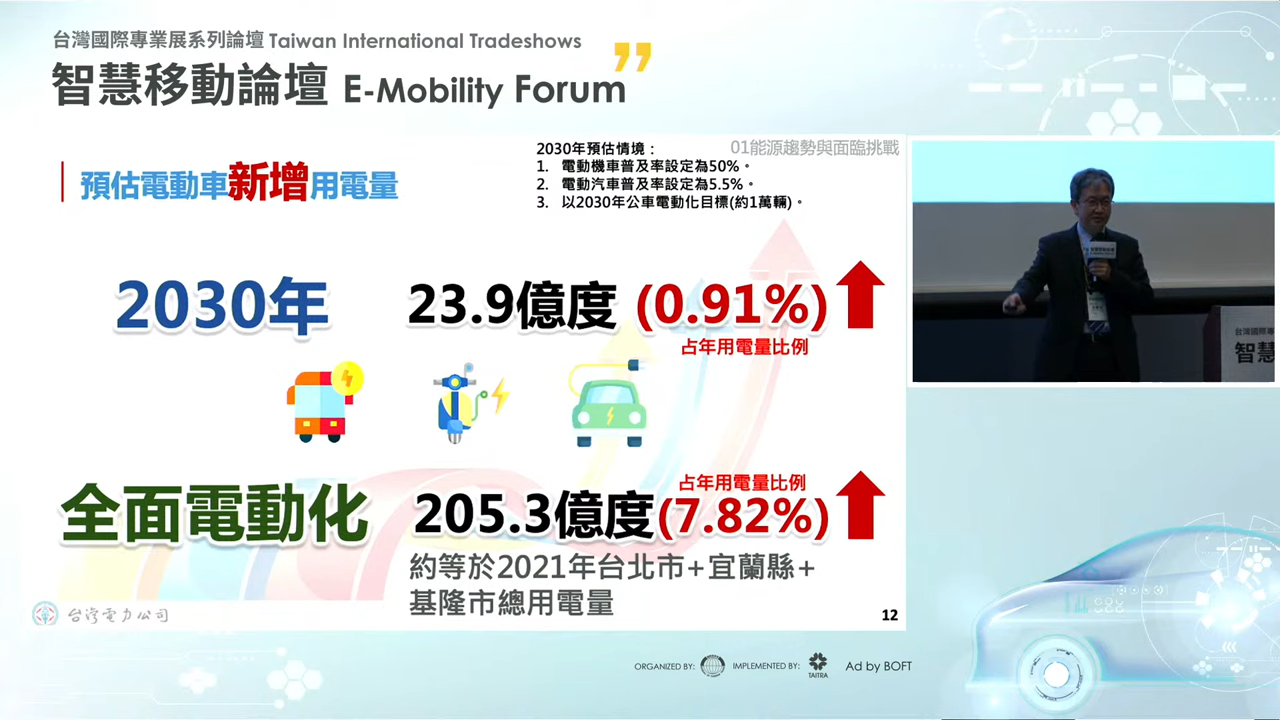 台灣國際專業展系列論壇 Taiwan International Tradeshows
智慧移動論壇 E-Mobility Forum
預估電動車新增用電量
2030年預估情境：
1. 電動機車普及率設定為50%。
2. 電動汽車普及率設定為5.5%。
3. 以2030年公車電動化目標(約1萬輛)。
01能源趨勢與面臨挑戰
2030年
23.9億度 (0.91%)
占年用電量比例
全面電動化
占年用電量比例
205.3億度(7.82%)
約等於2021年台北市+宜蘭縣+
基隆市總用電量
台灣電力公司
12
台灣國際專
智慧
ORGANIZED BY:
IMPLEMENTED BY:
TAITRA
Ad by BOFT